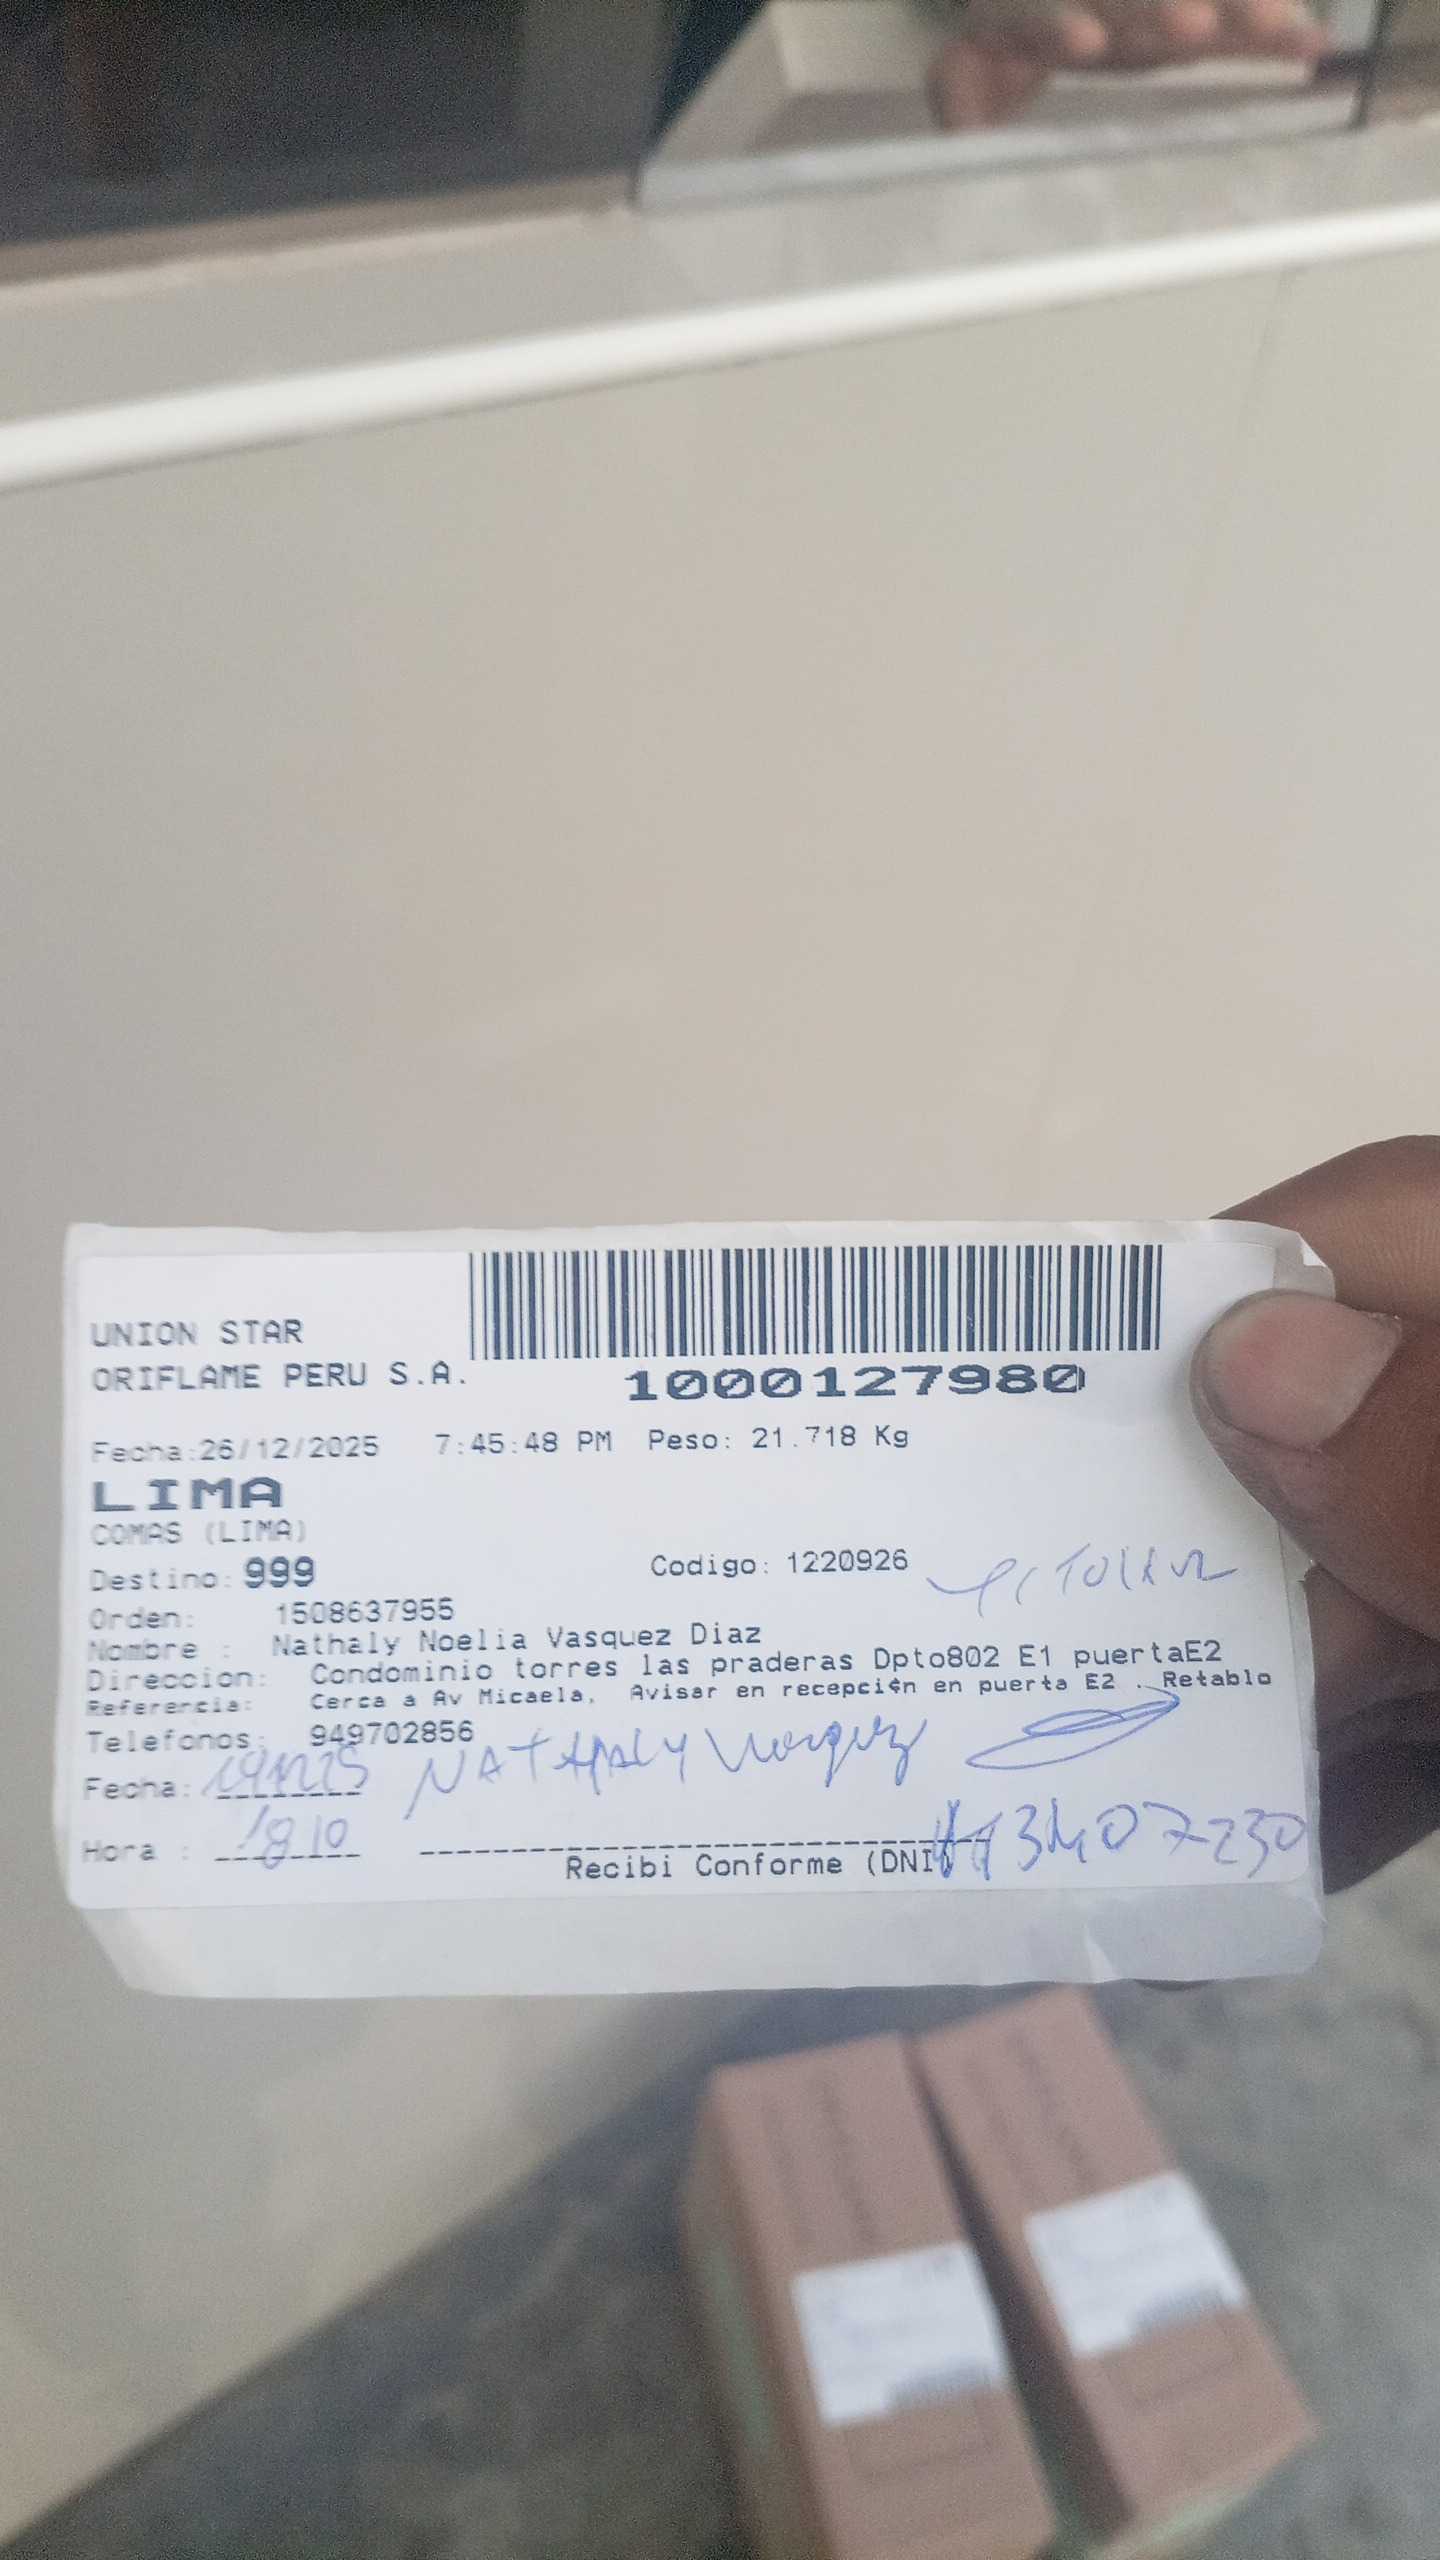 UNION STAR
ORIFLAME PERU S.A.
1000127980
Fecha:26/12/2025 7:45:48 PM Peso: 21.718 Kg
LIMA
COMAS (LIMA)
Destino: 999 Codigo: 1220926
Orden: 1508637955
Nombre : Nathaly Noelia Vasquez Diaz
Direccion: Condominio torres las praderas Dpto802 E1 puertaE2
Referencia: Cerca a Av Micaela, Avisar en recepci¢n en puerta E2 . Retablo
Telefonos: 949702856
Fecha: NATHALY Vasquez
Hora : 1810
Recibi Conforme (DNI)